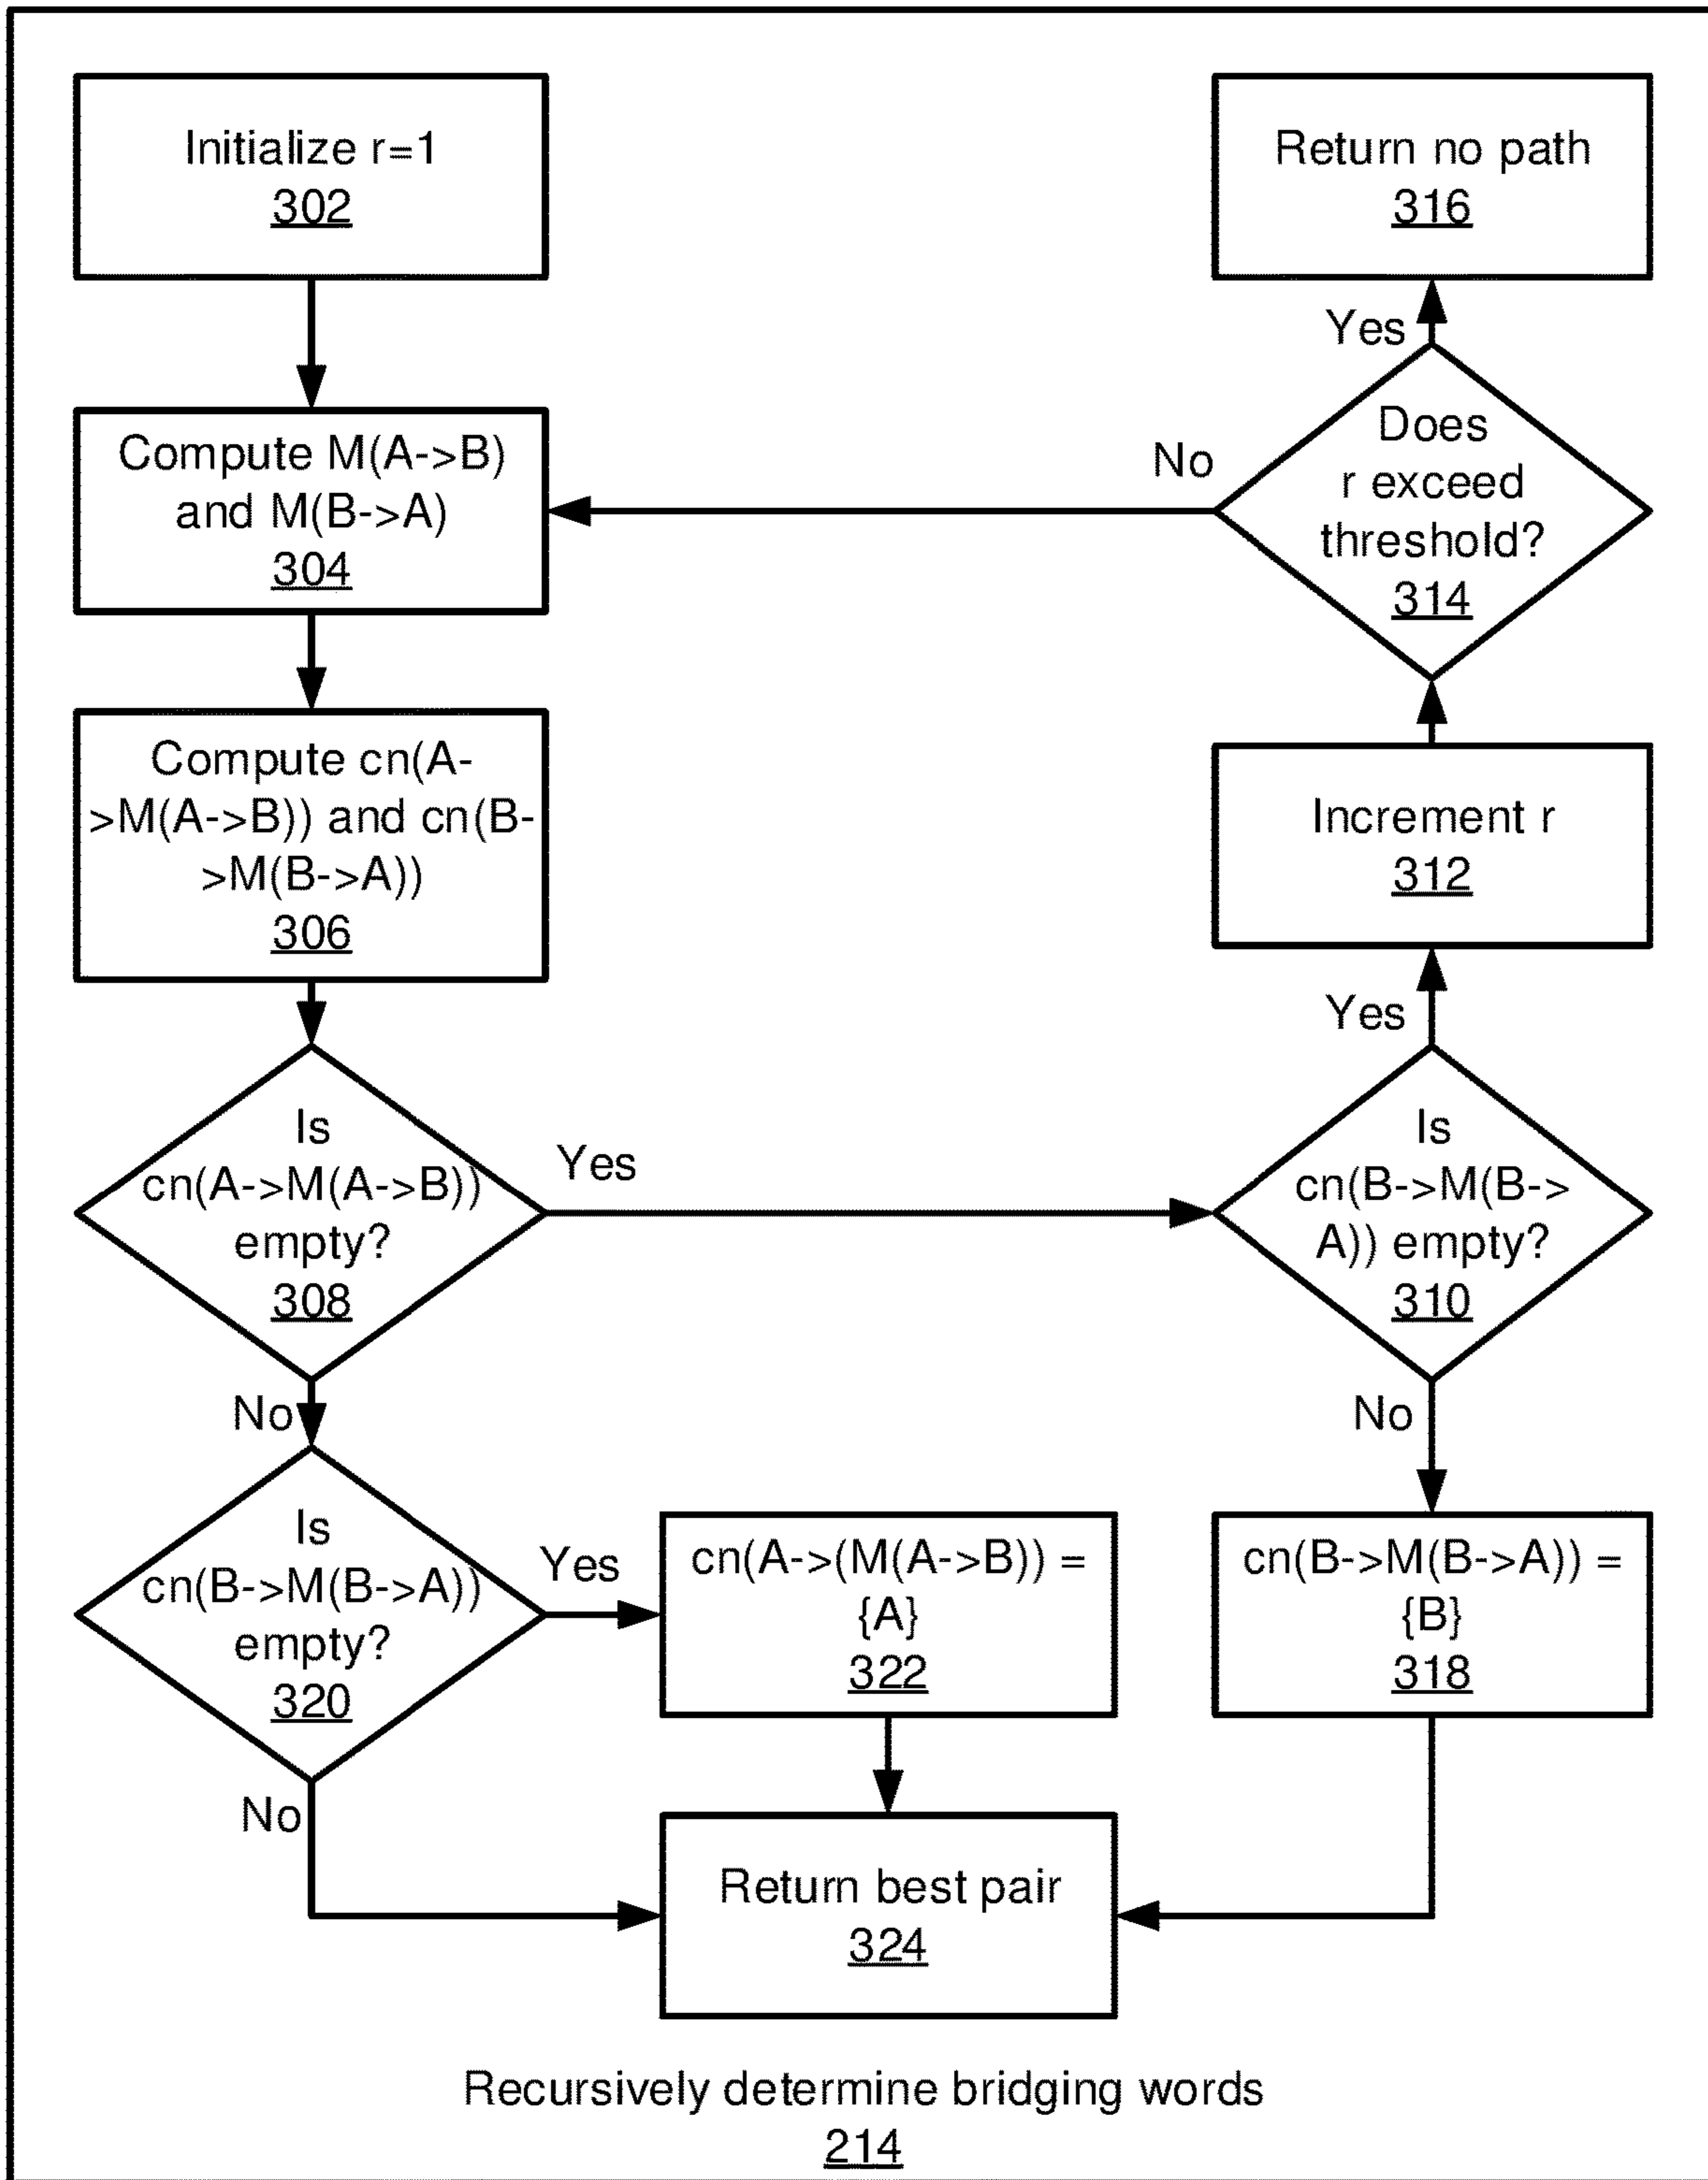 Initialize r=1
302
Return no path
316
Yes
Does
r exceed
threshold?
314
No
Compute M(A->B)
and M(B->A)
304
Compute cn(A-
>M(A->B)) and cn(B-
>M(B->A))
306
Increment r
312
Yes
Is
cn(A->M(A->B))
empty?
308
Yes
Is
cn(B->M(B->
A)) empty?
310
No
No
Is
cn(B->M(B->A))
empty?
320
Yes
cn(A->(M(A->B)) =
{A}
322
cn(B->M(B->A)) =
{B}
318
No
Return best pair
324
Recursively determine bridging words
214